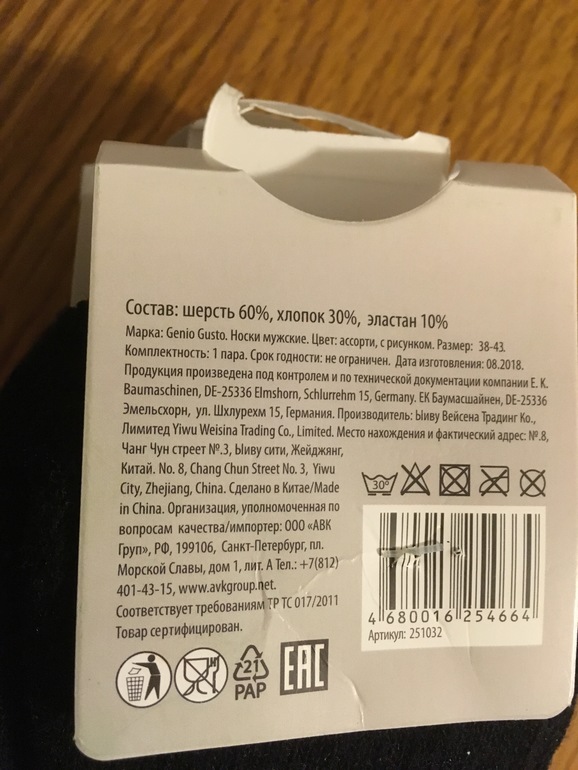 Состав: шерсть 60%, хлопок 30%, эластан 10%
Марка: Genio Gusto. Носки мужские. Цвет: ассорти, с рисунком. Размер: 38-43.
Комплектность: 1 пара. Срок годности: не ограничен. Дата изготовления: 08.2018.
Продукция произведена под контролем и по технической документации компании E. K.
Baumaschinen, DE-25336 Elmshorn, Schlurrehm 15, Germany. ЕК Баумасшайнен, DE-25336
Эмельсхорн, ул. Шхлурехм 15, Германия. Производитель: Ыиву Вейсена Традинг Ко.,
Лимитед Yiwu Weisina Trading Co., Limited. Место нахождения и фактический адрес: №.8,
Чанг Чун стреет №.3, Ыиву сити, Жейджянг,
Китай. No. 8, Chang Chun Street No. 3, Yiwu
City, Zhejiang, China. Сделано в Китае/Made
in China. Организация, уполномоченная по
вопросам качества/импортер: ООО «АВК
Груп», РФ, 199106, Санкт-Петербург, пл.
Морской Славы, дом 1, лит. А Тел.: +7(812)
401-43-15, www.avkgroup.net.
Соответствует требованиям ТР ТС 017/2011
Товар сертифицирован.
30°
4 680016 254664
Артикул: 251032
21
PAP
EAC